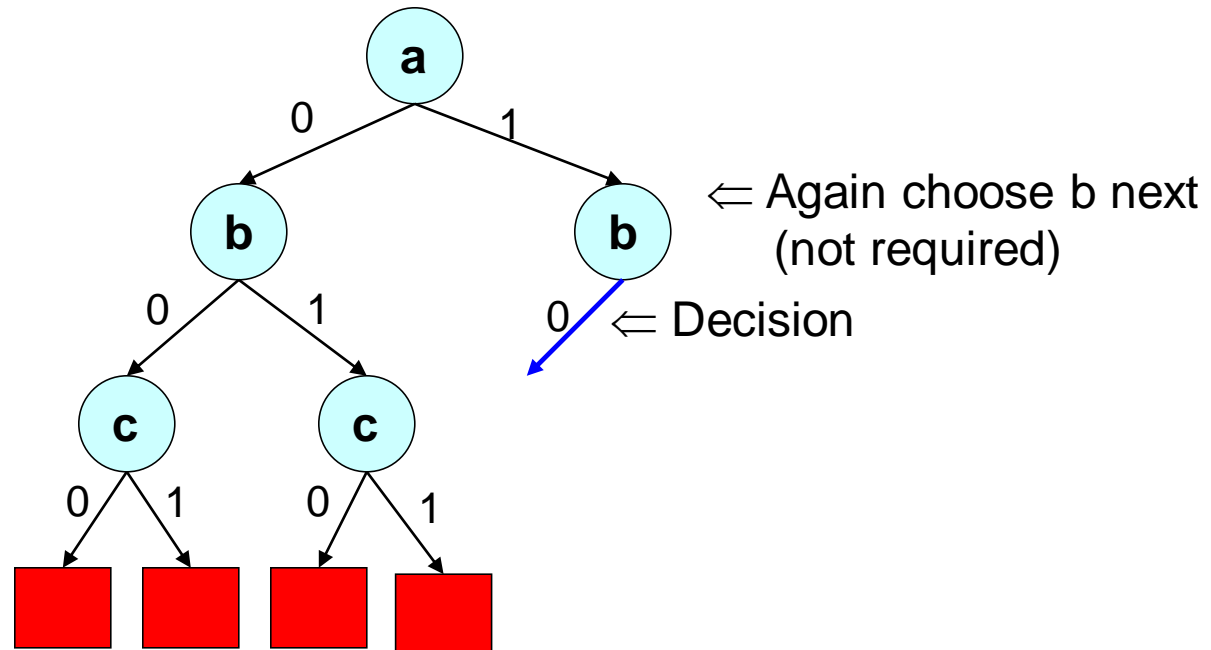 a
0 1
b b ⇐ Again choose b next
(not required)
0 1 0 ⇐ Decision
c c
0 1 0 1